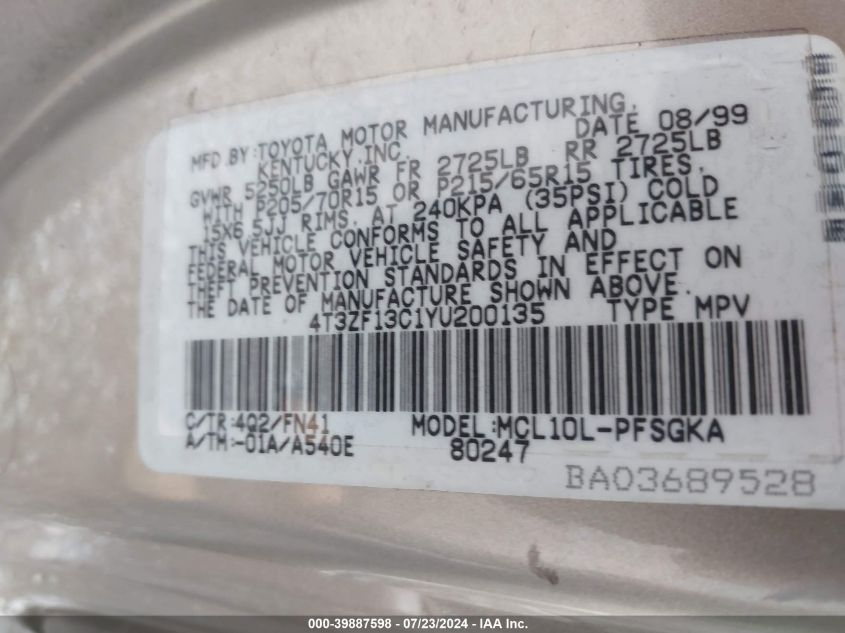 MFD BY:TOYOTA MOTOR MANUFACTURING,
KENTUCKY,INC. DATE 08/99
GVWR 5250LB GAWR FR 2725LB RR 2725LB
WITH P205/70R15 OR P215/65R15 TIRES,
15X6.5JJ RIMS, AT 240KPA (35PSI) COLD
THIS VEHICLE CONFORMS TO ALL APPLICABLE
FEDERAL MOTOR VEHICLE SAFETY AND
THEFT PREVENTION STANDARDS IN EFFECT ON
THE DATE OF MANUFACTURE SHOWN ABOVE.
4T3ZF13C1YU200135 TYPE MPV
C/TR:4Q2/FN41 MODEL:MCL10L-PFSGKA
A/TM:-01A/A540E 80247
BA03689528
000-39887598 - 07/23/2024 - IAA Inc.